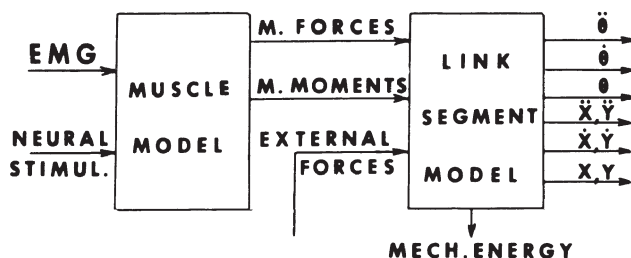 EMG
NEURAL
STIMUL.
MUSCLE
MODEL
M. FORCES
M. MOMENTS
EXTERNAL
FORCES
LINK
SEGMENT
MODEL
θ̈
θ̇
θ
Ẍ,Ÿ
Ẋ,Ẏ
X,Y
MECH.ENERGY